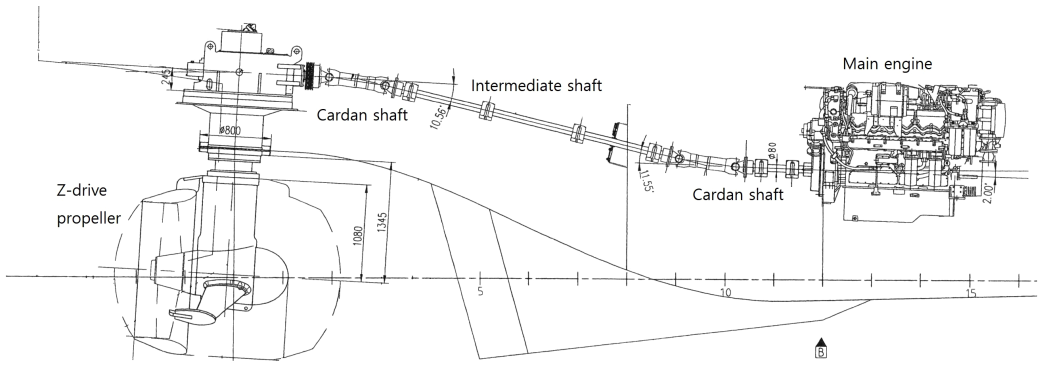 Main engine
Intermediate shaft
245
Cardan shaft
10.56°
Ø800
Ø80
11.55°
Cardan shaft
2.00°
Z-drive
propeller
1080
1345
5
10
15
B